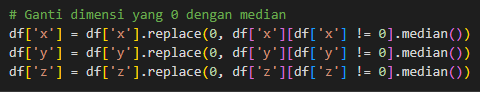 # Ganti dimensi yang 0 dengan median
df['x'] = df['x'].replace(0, df['x'][df['x'] != 0].median())
df['y'] = df['y'].replace(0, df['y'][df['y'] != 0].median())
df['z'] = df['z'].replace(0, df['z'][df['z'] != 0].median())